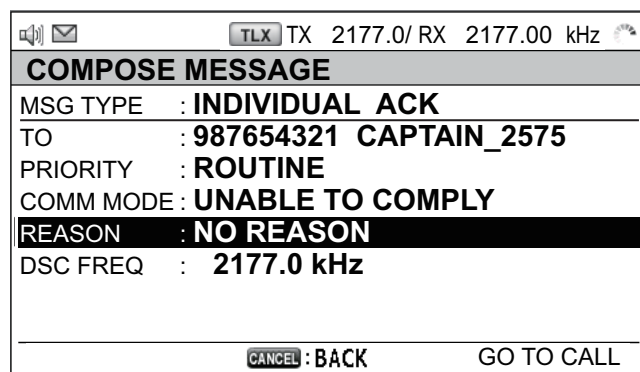 TLX TX 2177.0/ RX 2177.00 kHz
COMPOSE MESSAGE
MSG TYPE : INDIVIDUAL ACK
TO : 987654321 CAPTAIN_2575
PRIORITY : ROUTINE
COMM MODE : UNABLE TO COMPLY
REASON : NO REASON
DSC FREQ : 2177.0 kHz
CANCEL : BACK GO TO CALL